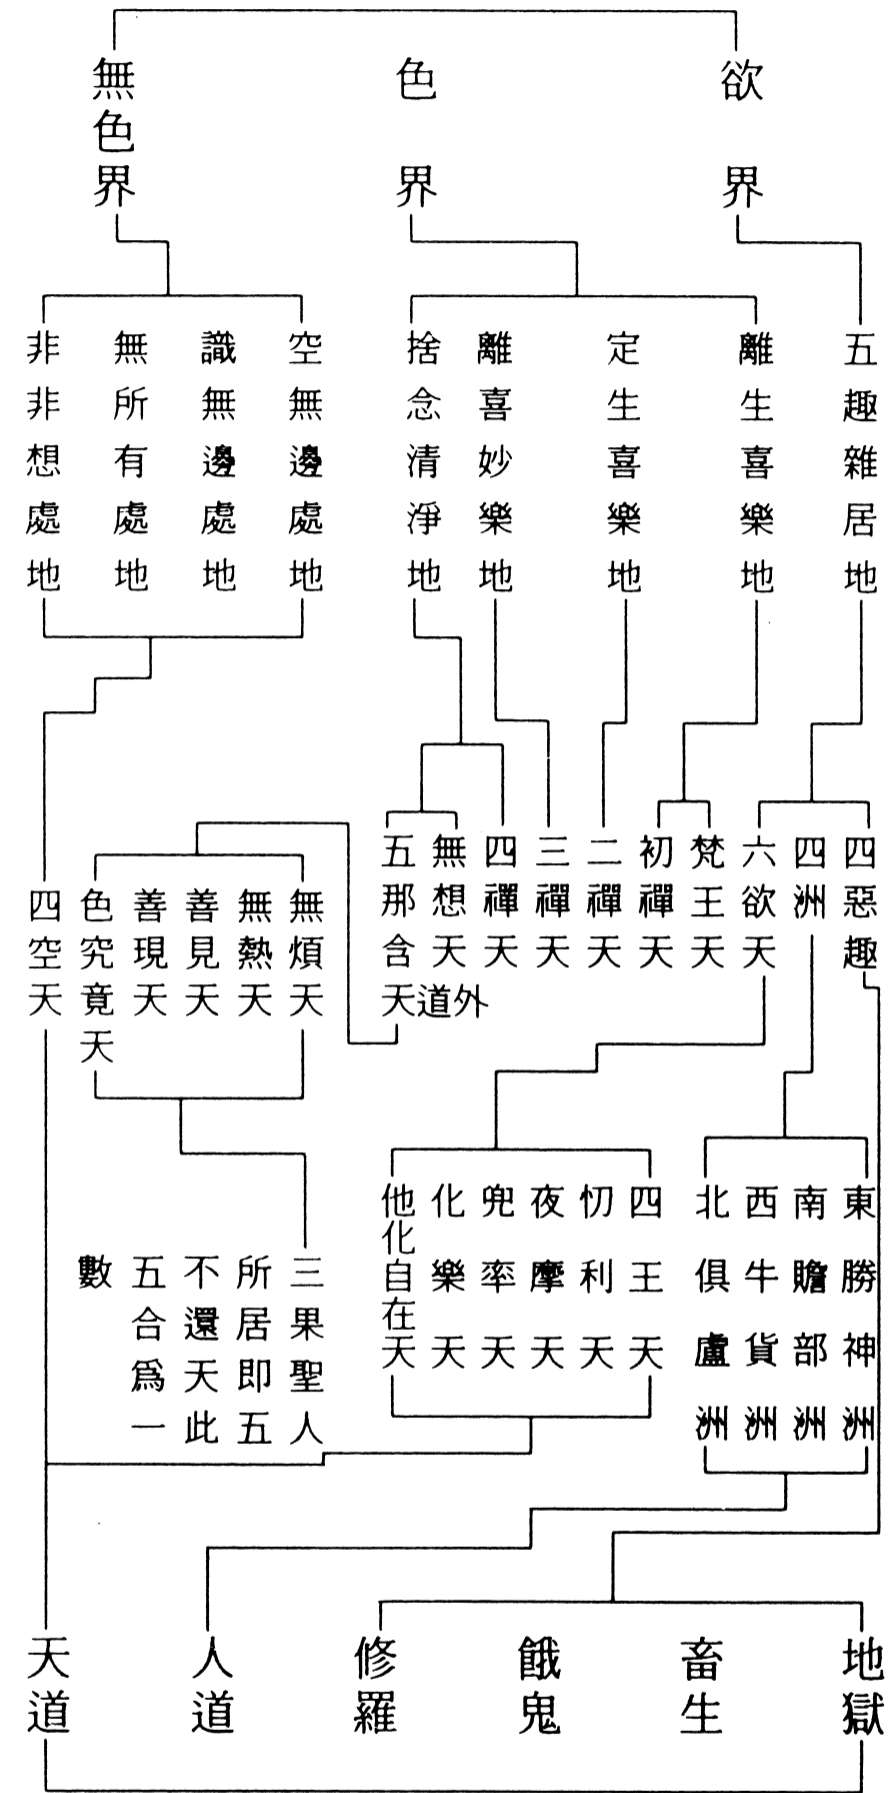 欲界
色界
無色界
五趣雜居地
離生喜樂地
定生喜樂地
離喜妙樂地
捨念清淨地
空無邊處地
識無邊處地
無所有處地
非非想處地
四惡趣
四洲
六欲天
梵王天
初禪天
二禪天
三禪天
四禪天
無想天
外道
五那含天
無煩天
無熱天
善見天
善現天
色究竟天
四空天
東勝神洲
南贍部洲
西牛貨洲
北俱盧洲
四王天
忉利天
夜摩天
兜率天
化樂天
他化自在天
三果聖人
所居即五
不還天此
五合爲一
數
地獄
畜生
餓鬼
修羅
人道
天道